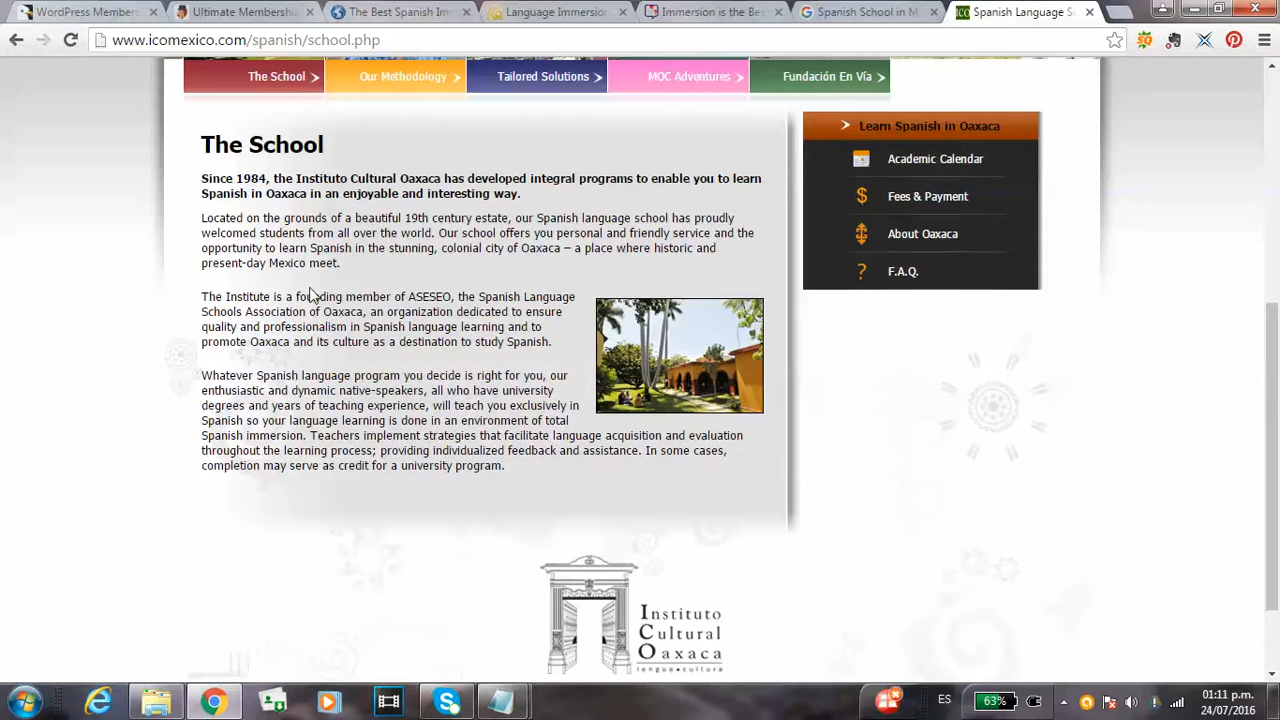 WordPress Members
Ultimate Membershi
The Best Spanish Im
Language Immersion
Immersion is the Bes
Spanish School in M
Spanish Language S
www.icomexico.com/spanish/school.php
The School
Our Methodology
Tailored Solutions
MOC Adventures
Fundación En Vía
The School
Since 1984, the Instituto Cultural Oaxaca has developed integral programs to enable you to learn
Spanish in Oaxaca in an enjoyable and interesting way.
Located on the grounds of a beautiful 19th century estate, our Spanish language school has proudly
welcomed students from all over the world. Our school offers you personal and friendly service and the
opportunity to learn Spanish in the stunning, colonial city of Oaxaca – a place where historic and
present-day Mexico meet.
The Institute is a founding member of ASESEO, the Spanish Language
Schools Association of Oaxaca, an organization dedicated to ensure
quality and professionalism in Spanish language learning and to
promote Oaxaca and its culture as a destination to study Spanish.
Whatever Spanish language program you decide is right for you, our
enthusiastic and dynamic native-speakers, all who have university
degrees and years of teaching experience, will teach you exclusively in
Spanish so your language learning is done in an environment of total
Spanish immersion. Teachers implement strategies that facilitate language acquisition and evaluation
throughout the learning process; providing individualized feedback and assistance. In some cases,
completion may serve as credit for a university program.
Learn Spanish in Oaxaca
Academic Calendar
$ Fees & Payment
About Oaxaca
? F.A.Q.
Instituto
Cultural
Oaxaca
lengua•cultura
ES
63%
01:11 p.m.
24/07/2016